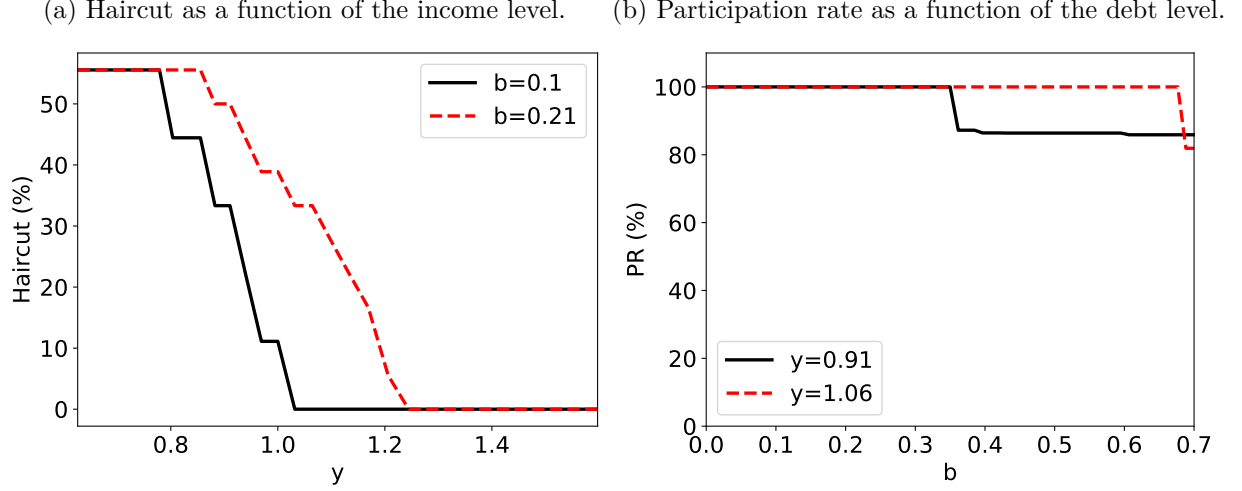 (a) Haircut as a function of the income level.
(b) Participation rate as a function of the debt level.
Haircut (%)
50
40
30
20
10
0
0.8
1.0
1.2
1.4
y
b=0.1
b=0.21
PR (%)
100
80
60
40
20
0
0.0
0.1
0.2
0.3
0.4
0.5
0.6
0.7
b
y=0.91
y=1.06